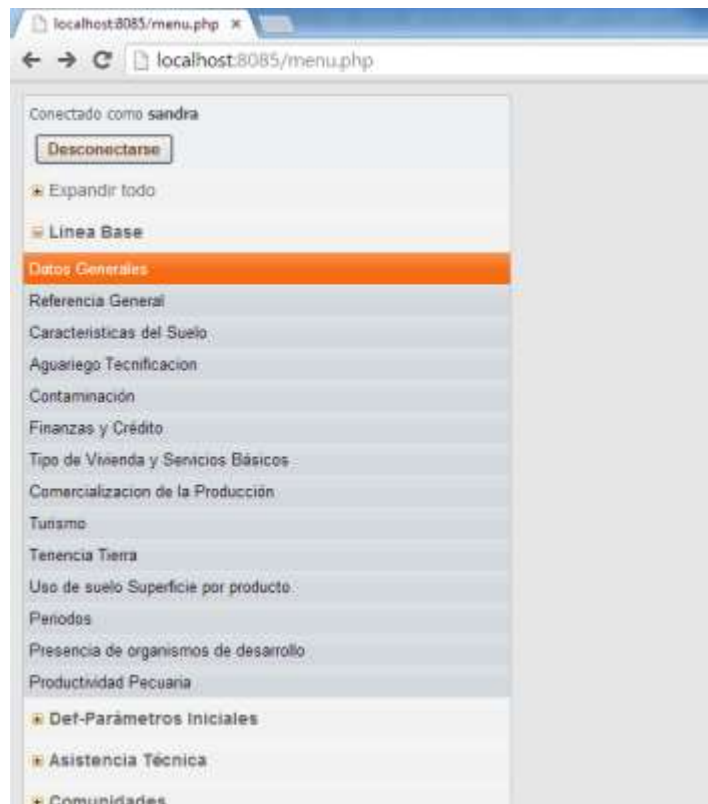 localhost:8085/menu.php
localhost:8085/menu.php
Conectado como sandra
Desconectarse
Expandir todo
Linea Base
Datos Generales
Referencia General
Caracteristicas del Suelo
Aguariego Tecnificacion
Contaminación
Finanzas y Crédito
Tipo de Vivienda y Servicios Básicos
Comercializacion de la Producción
Turismo
Tenencia Tierra
Uso de suelo Superficie por producto
Periodos
Presencia de organismos de desarrollo
Productividad Pecuaria
Def-Parámetros Iniciales
Asistencia Técnica
Comunidades